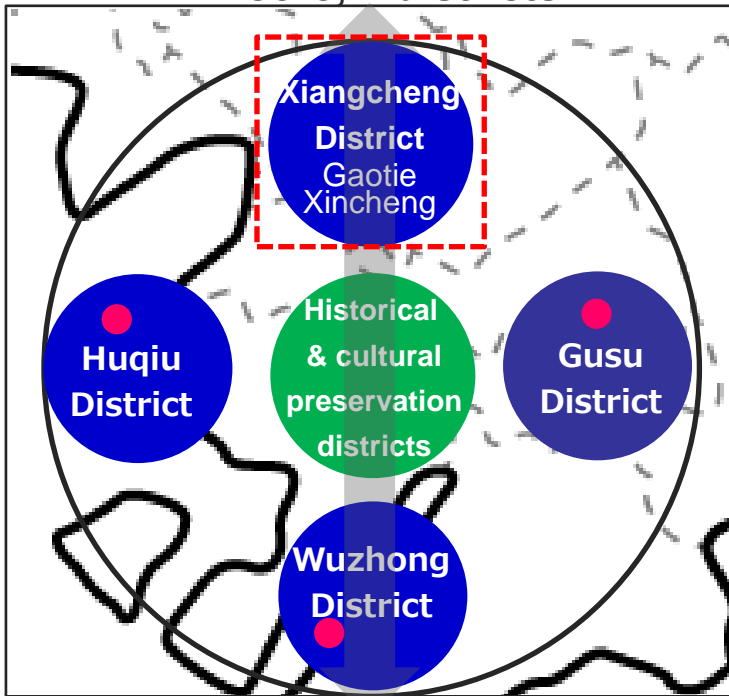 Xiangcheng
District
Gaotie
Xincheng
Historical
& cultural
preservation
districts
Huqiu
District
Gusu
District
Wuzhong
District